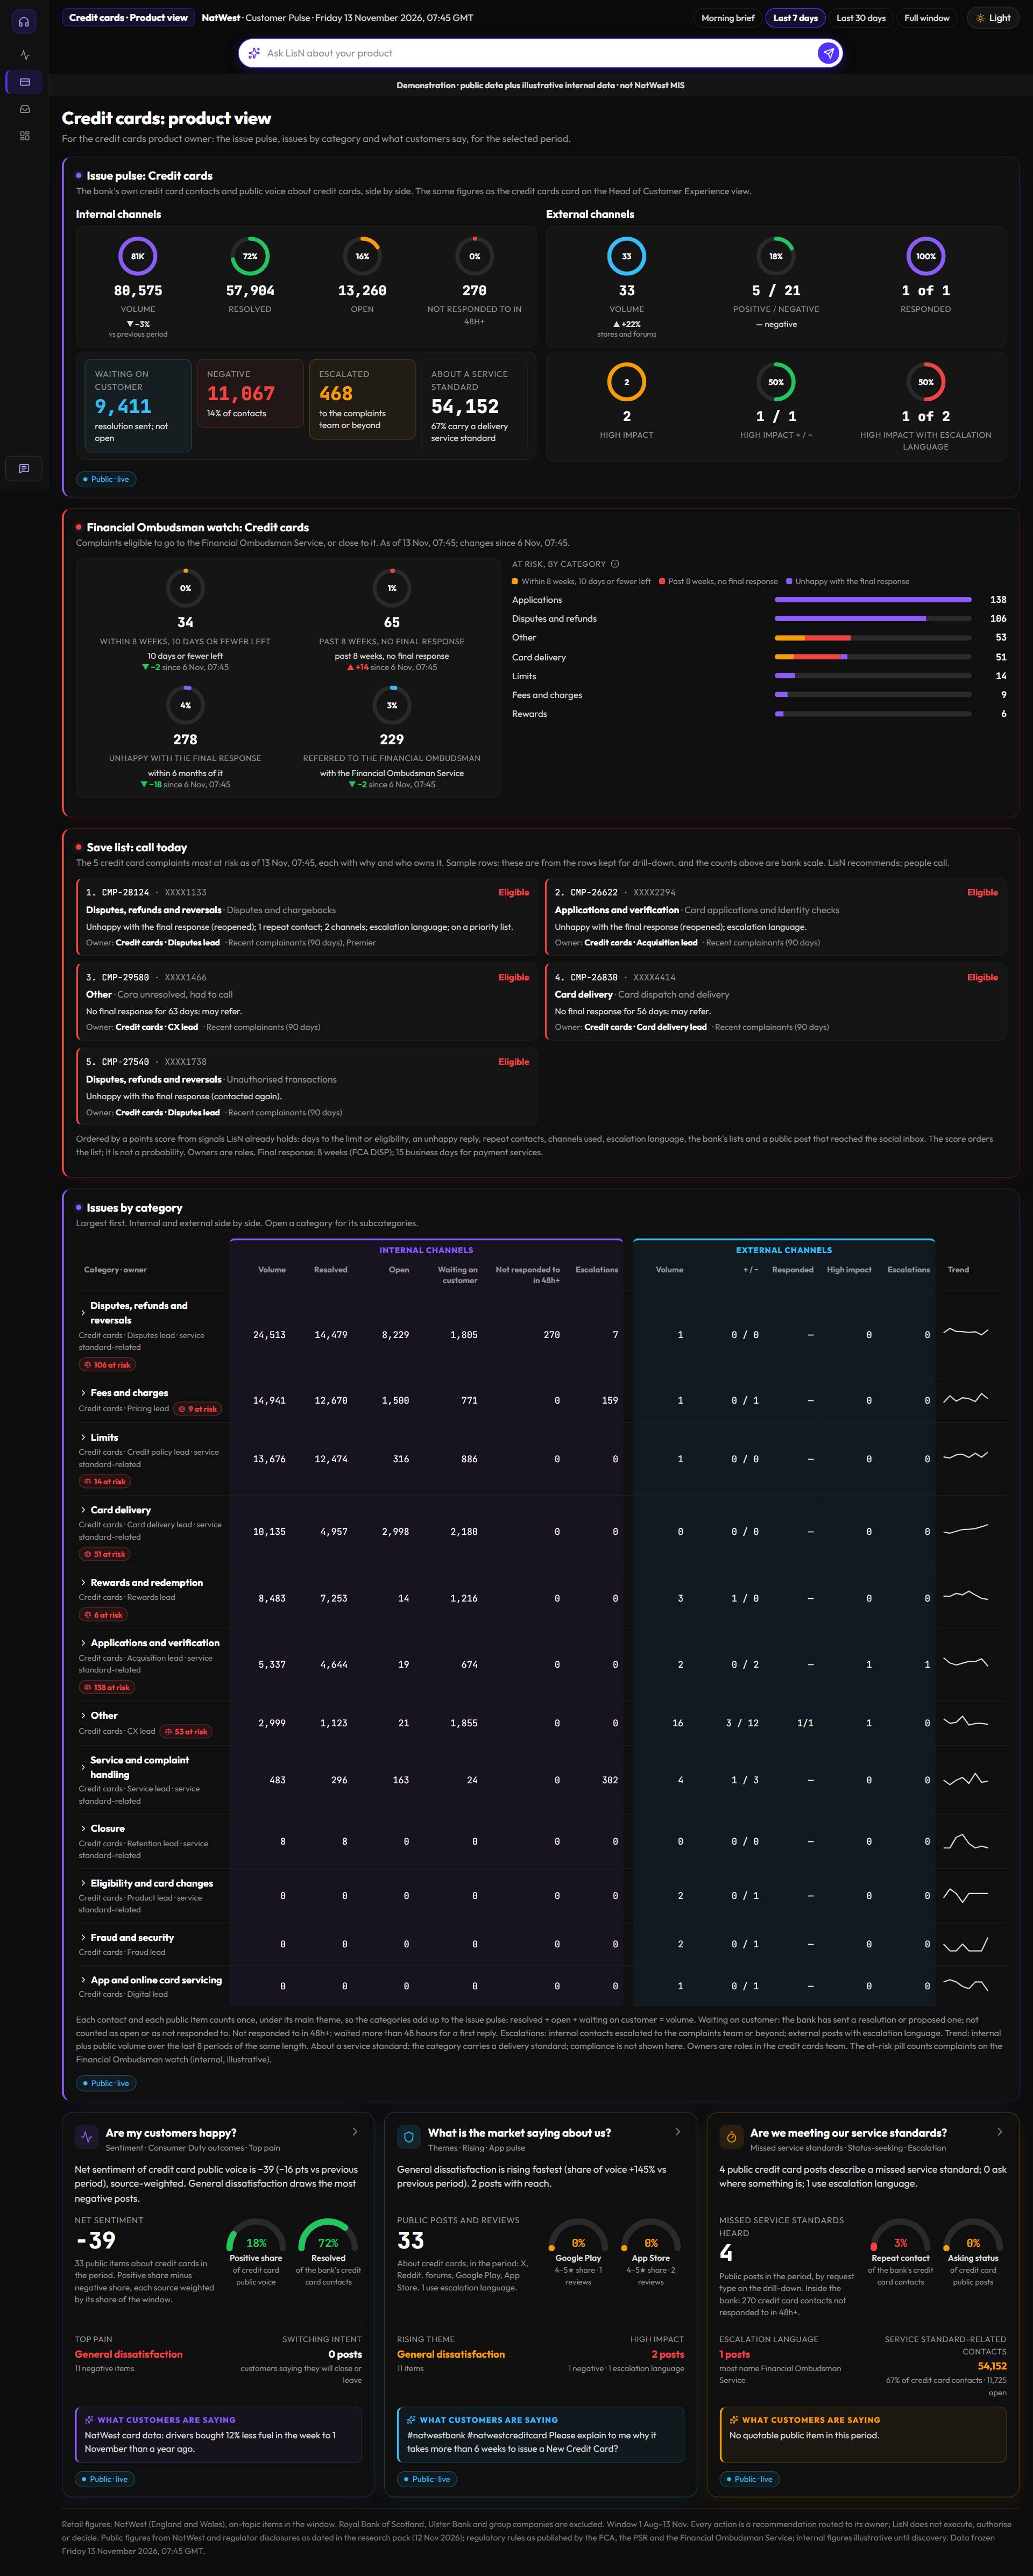 Credit cards · Product view
NatWest · Customer Pulse · Friday 13 November 2026, 07:45 GMT
Morning brief
Last 7 days
Last 30 days
Full window
Light
Ask LisN about your product
Demonstration · public data plus illustrative internal data · not NatWest MIS
Credit cards: product view
For the credit cards product owner: the issue pulse, issues by category and what customers say, for the selected period.
Issue pulse: Credit cards
The bank's own credit card contacts and public voice about credit cards, side by side. The same figures as the credit cards card on the Head of Customer Experience view.
Internal channels
81K
80,575
VOLUME
▼ −3%
vs previous period
72%
57,904
RESOLVED
16%
13,260
OPEN
0%
270
NOT RESPONDED TO IN
48H+
WAITING ON
CUSTOMER
9,411
resolution sent; not
open
NEGATIVE
11,067
14% of contacts
ESCALATED
468
to the complaints
team or beyond
ABOUT A SERVICE
STANDARD
54,152
67% carry a delivery
service standard
External channels
33
33
VOLUME
▲ +22%
stores and forums
18%
5 / 21
POSITIVE / NEGATIVE
— negative
100%
1 of 1
RESPONDED
2
2
HIGH IMPACT
50%
1 / 1
HIGH IMPACT + / −
50%
1 of 2
HIGH IMPACT WITH ESCALATION
LANGUAGE
Public · live
Financial Ombudsman watch: Credit cards
Complaints eligible to go to the Financial Ombudsman Service, or close to it. As of 13 Nov, 07:45; changes since 6 Nov, 07:45.
0%
34
WITHIN 8 WEEKS, 10 DAYS OR FEWER LEFT
10 days or fewer left
▼ −2 since 6 Nov, 07:45
1%
65
PAST 8 WEEKS, NO FINAL RESPONSE
past 8 weeks, no final response
▲ +14 since 6 Nov, 07:45
4%
278
UNHAPPY WITH THE FINAL RESPONSE
within 6 months of it
▼ −18 since 6 Nov, 07:45
3%
229
REFERRED TO THE FINANCIAL OMBUDSMAN
with the Financial Ombudsman Service
▼ −2 since 6 Nov, 07:45
AT RISK, BY CATEGORY
Within 8 weeks, 10 days or fewer left
Past 8 weeks, no final response
Unhappy with the final response
Applications 138
Disputes and refunds 106
Other 53
Card delivery 51
Limits 14
Fees and charges 9
Rewards 6
Save list: call today
The 5 credit card complaints most at risk as of 13 Nov, 07:45, each with why and who owns it. Sample rows: these are from the rows kept for drill-down, and the counts above are bank scale. LisN recommends; people call.
1. CMP-28124 · XXXX1133 Eligible
Disputes, refunds and reversals · Disputes and chargebacks
Unhappy with the final response (reopened); 1 repeat contact; 2 channels; escalation language; on a priority list.
Owner: Credit cards · Disputes lead · Recent complainants (90 days), Premier
2. CMP-26622 · XXXX2294 Eligible
Applications and verification · Card applications and identity checks
Unhappy with the final response (reopened); escalation language.
Owner: Credit cards · Acquisition lead · Recent complainants (90 days)
3. CMP-29580 · XXXX1466 Eligible
Other · Cora unresolved, had to call
No final response for 63 days: may refer.
Owner: Credit cards · CX lead · Recent complainants (90 days)
4. CMP-26830 · XXXX4414 Eligible
Card delivery · Card dispatch and delivery
No final response for 56 days: may refer.
Owner: Credit cards · Card delivery lead · Recent complainants (90 days)
5. CMP-27540 · XXXX1738 Eligible
Disputes, refunds and reversals · Unauthorised transactions
Unhappy with the final response (contacted again).
Owner: Credit cards · Disputes lead · Recent complainants (90 days)
Ordered by a points score from signals LisN already holds: days to the limit or eligibility, an unhappy reply, repeat contacts, channels used, escalation language, the bank's lists and a public post that reached the social inbox. The score orders
the list; it is not a probability. Owners are roles. Final response: 8 weeks (FCA DISP); 15 business days for payment services.
Issues by category
Largest first. Internal and external side by side. Open a category for its subcategories.
INTERNAL CHANNELS
EXTERNAL CHANNELS
Category · owner Volume Resolved Open Waiting on customer Not responded to in 48h+ Escalations Volume + / − Responded High impact Escalations Trend
Disputes, refunds and
reversals
Credit cards · Disputes lead · service
standard-related
106 at risk
24,513 14,479 8,229 1,805 270 7 1 0 / 0 — 0 0
Fees and charges
Credit cards · Pricing lead 9 at risk
14,941 12,670 1,500 771 0 159 1 0 / 1 — 0 0
Limits
Credit cards · Credit policy lead · service
standard-related
14 at risk
13,676 12,474 316 886 0 0 1 0 / 0 — 0 0
Card delivery
Credit cards · Card delivery lead · service
standard-related
51 at risk
10,135 4,957 2,998 2,180 0 0 0 0 / 0 — 0 0
Rewards and redemption
Credit cards · Rewards lead
6 at risk
8,483 7,253 14 1,216 0 0 3 1 / 0 — 0 0
Applications and verification
Credit cards · Acquisition lead · service
standard-related
138 at risk
5,337 4,644 19 674 0 0 2 0 / 2 — 1 1
Other
Credit cards · CX lead 53 at risk
2,999 1,123 21 1,855 0 0 16 3 / 12 1/1 1 0
Service and complaint
handling
Credit cards · Service lead · service
standard-related
483 296 163 24 0 302 4 1 / 3 — 0 0
Closure
Credit cards · Retention lead · service
standard-related
8 8 0 0 0 0 0 0 / 0 — 0 0
Eligibility and card changes
Credit cards · Product lead · service
standard-related
0 0 0 0 0 0 2 0 / 1 — 0 0
Fraud and security
Credit cards · Fraud lead
0 0 0 0 0 0 2 0 / 1 — 0 0
App and online card servicing
Credit cards · Digital lead
0 0 0 0 0 0 1 0 / 1 — 0 0
Each contact and each public item counts once, under its main theme, so the categories add up to the issue pulse: resolved + open + waiting on customer = volume. Waiting on customer: the bank has sent a resolution or proposed one; not
counted as open or as not responded to. Not responded to in 48h+: waited more than 48 hours for a first reply. Escalations: internal contacts escalated to the complaints team or beyond; external posts with escalation language. Trend: internal
plus public volume over the last 8 periods of the same length. About a service standard: the category carries a delivery standard; compliance is not shown here. Owners are roles in the credit cards team. The at-risk pill counts complaints on the
Financial Ombudsman watch (internal, illustrative).
Public · live
Are my customers happy?
Sentiment · Consumer Duty outcomes · Top pain
Net sentiment of credit card public voice is −39 (−16 pts vs previous
period), source-weighted. General dissatisfaction draws the most
negative posts.
NET SENTIMENT
-39
33 public items about credit cards in
the period. Positive share minus
negative share, each source weighted
by its share of the window.
18%
Positive share
of credit card
public voice
72%
Resolved
of the bank's credit
card contacts
TOP PAIN
General dissatisfaction
11 negative items
SWITCHING INTENT
0 posts
customers saying they will close or
leave
WHAT CUSTOMERS ARE SAYING
NatWest card data: drivers bought 12% less fuel in the week to 1
November than a year ago.
Public · live
What is the market saying about us?
Themes · Rising · App pulse
General dissatisfaction is rising fastest (share of voice +145% vs
previous period). 2 posts with reach.
PUBLIC POSTS AND REVIEWS
33
About credit cards, in the period: X,
Reddit, forums, Google Play, App
Store. 1 use escalation language.
0%
Google Play
4–5★ share · 1
reviews
0%
App Store
4–5★ share · 2
reviews
RISING THEME
General dissatisfaction
11 items
HIGH IMPACT
2 posts
1 negative · 1 escalation language
WHAT CUSTOMERS ARE SAYING
#natwestbank #natwestcreditcard Please explain to me why it
takes more than 6 weeks to issue a New Credit Card?
Public · live
Are we meeting our service standards?
Missed service standards · Status-seeking · Escalation
4 public credit card posts describe a missed service standard; 0 ask
where something is; 1 use escalation language.
MISSED SERVICE STANDARDS
HEARD
4
Public posts in the period, by request
type on the drill-down. Inside the
bank: 270 credit card contacts not
responded to in 48h+.
3%
Repeat contact
of the bank's credit
card contacts
0%
Asking status
of credit card
public posts
ESCALATION LANGUAGE
1 posts
most name Financial Ombudsman
Service
SERVICE STANDARD-RELATED
CONTACTS
54,152
67% of credit card contacts · 11,725
open
WHAT CUSTOMERS ARE SAYING
No quotable public item in this period.
Public · live
Retail figures: NatWest (England and Wales), on-topic items in the window. Royal Bank of Scotland, Ulster Bank and group companies are excluded. Window 1 Aug–13 Nov. Every action is a recommendation routed to its owner; LisN does not execute, authorise
or decide. Public figures from NatWest and regulator disclosures as dated in the research pack (12 Nov 2026); regulatory rules as published by the FCA, the PSR and the Financial Ombudsman Service; internal figures illustrative until discovery. Data frozen
Friday 13 November 2026, 07:45 GMT.